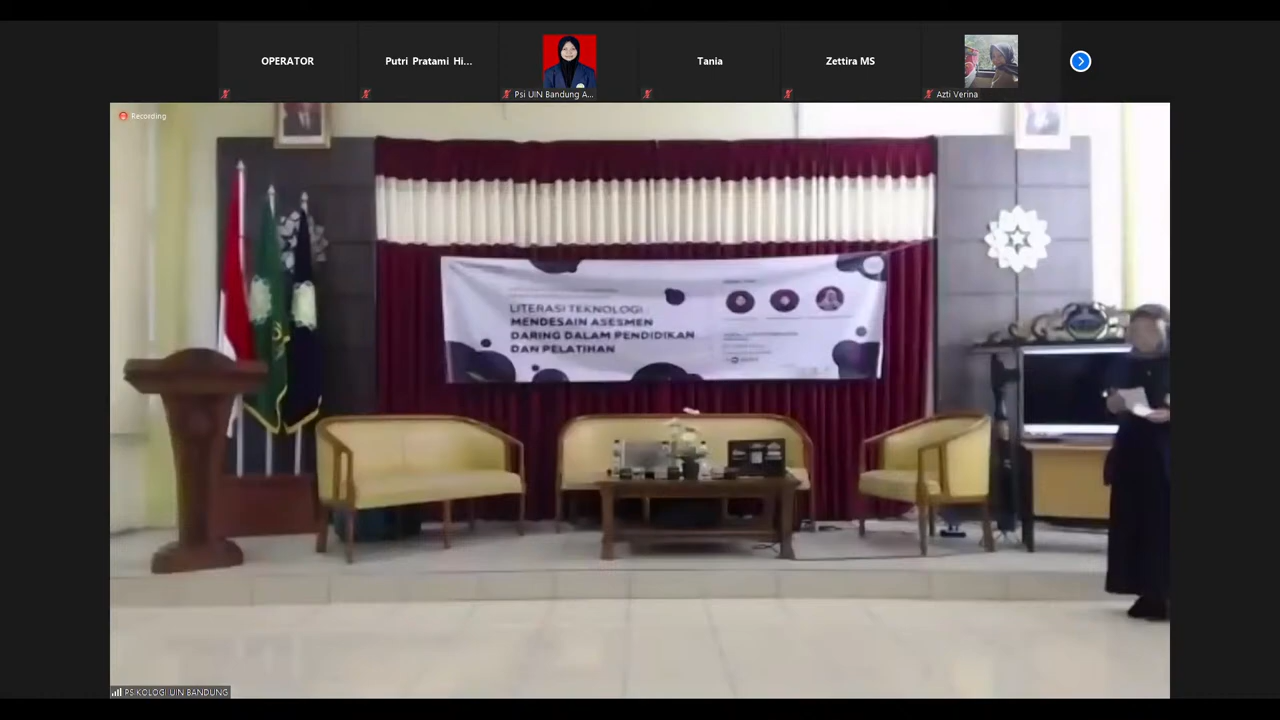 OPERATOR
Putri Pratami Hi...
Psi UIN Bandung A...
Tania
Zettira MS
Azti Verina
Recording
LITERASI TEKNOLOGI
MENDESAIN ASESMEN
DARING DALAM PENDIDIKAN
DAN PELATIHAN
PSIKOLOGI UIN BANDUNG